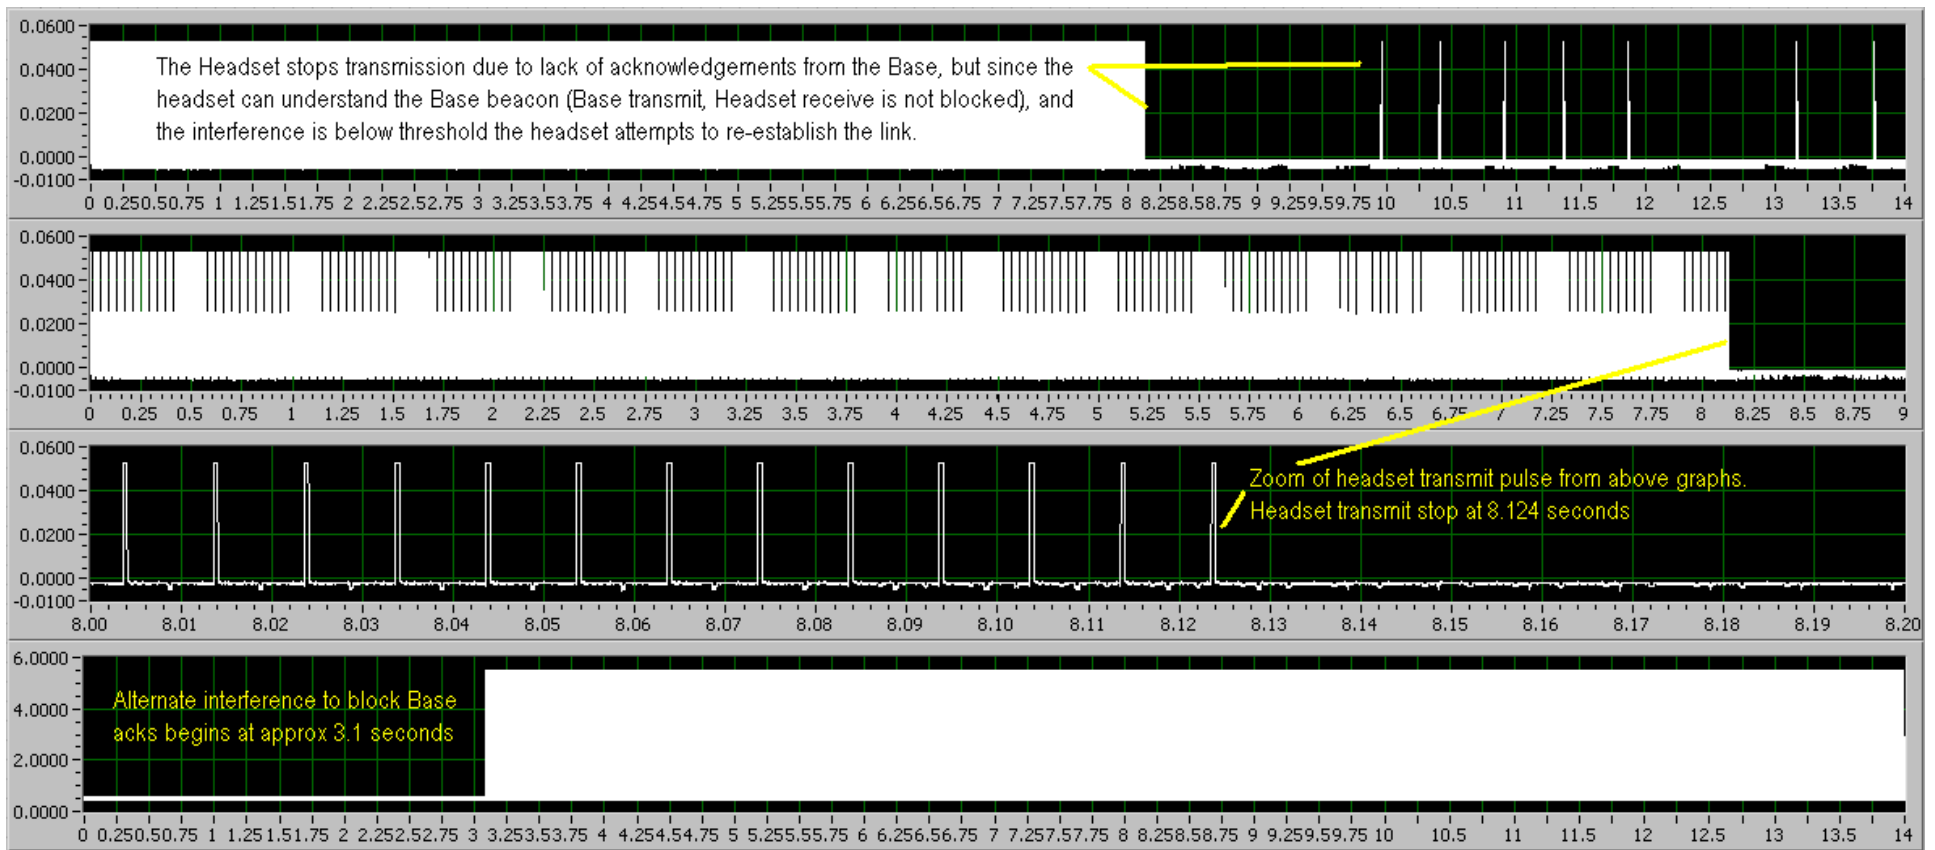 0.0600
0.0400
0.0200
0.0000
-0.0100
The Headset stops transmission due to lack of acknowledgements from the Base, but since the
headset can understand the Base beacon (Base transmit, Headset receive is not blocked), and
the interference is below threshold the headset attempts to re-establish the link.
0 0.250.50.75 1 1.251.51.75 2 2.252.52.75 3 3.253.53.75 4 4.254.54.75 5 5.255.55.75 6 6.256.56.75 7 7.257.57.75 8 8.258.58.75 9 9.259.59.75 10 10.5 11 11.5 12 12.5 13 13.5 14
0.0600
0.0400
0.0200
0.0000
-0.0100
0 0.25 0.5 0.75 1 1.25 1.5 1.75 2 2.25 2.5 2.75 3 3.25 3.5 3.75 4 4.25 4.5 4.75 5 5.25 5.5 5.75 6 6.25 6.5 6.75 7 7.25 7.5 7.75 8 8.25 8.5 8.75 9
0.0600
0.0400
0.0200
0.0000
-0.0100
Zoom of headset transmit pulse from above graphs.
Headset transmit stop at 8.124 seconds
8.00 8.01 8.02 8.03 8.04 8.05 8.06 8.07 8.08 8.09 8.10 8.11 8.12 8.13 8.14 8.15 8.16 8.17 8.18 8.19 8.20
6.0000
4.0000
2.0000
0.0000
Alternate interference to block Base
acks begins at approx 3.1 seconds
0 0.250.50.75 1 1.251.51.75 2 2.252.52.75 3 3.253.53.75 4 4.254.54.75 5 5.255.55.75 6 6.256.56.75 7 7.257.57.75 8 8.258.58.75 9 9.259.59.75 10 10.5 11 11.5 12 12.5 13 13.5 14